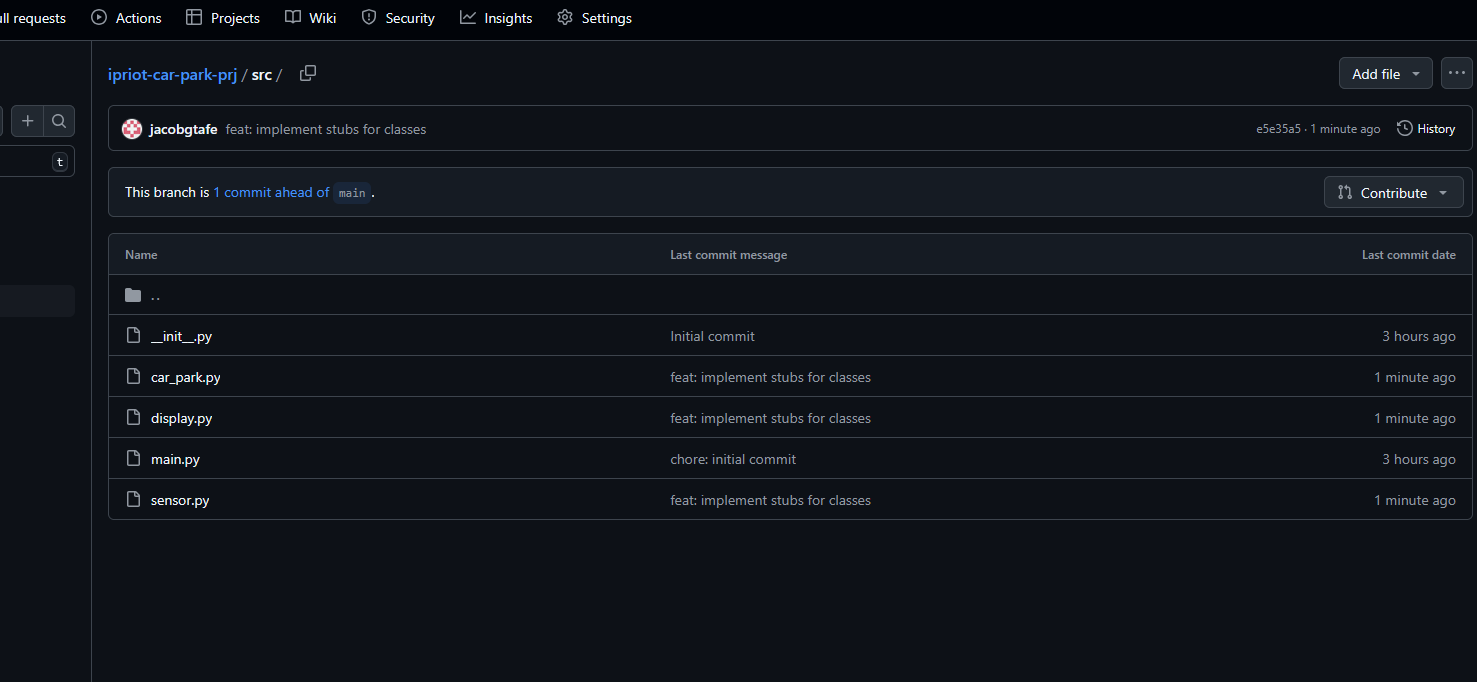 ull requests Actions Projects Wiki Security Insights Settings
ipriot-car-park-prj / src /
Add file
t
jacobgtafe feat: implement stubs for classes e5e35a5 · 1 minute ago History
This branch is 1 commit ahead of main .
Contribute
Name Last commit message Last commit date
..
__init__.py Initial commit 3 hours ago
car_park.py feat: implement stubs for classes 1 minute ago
display.py feat: implement stubs for classes 1 minute ago
main.py chore: initial commit 3 hours ago
sensor.py feat: implement stubs for classes 1 minute ago